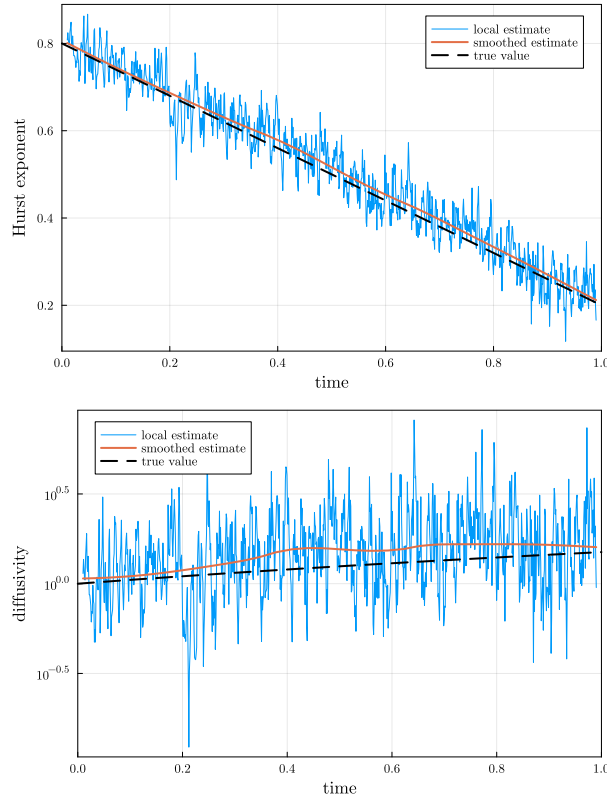 local estimate
smoothed estimate
true value
0.8
0.6
0.4
0.2
Hurst exponent
0.0 0.2 0.4 0.6 0.8 1.0
time
local estimate
smoothed estimate
true value
10^0.5
10^0.0
10^−0.5
diffusivity
0.0 0.2 0.4 0.6 0.8 1.0
time